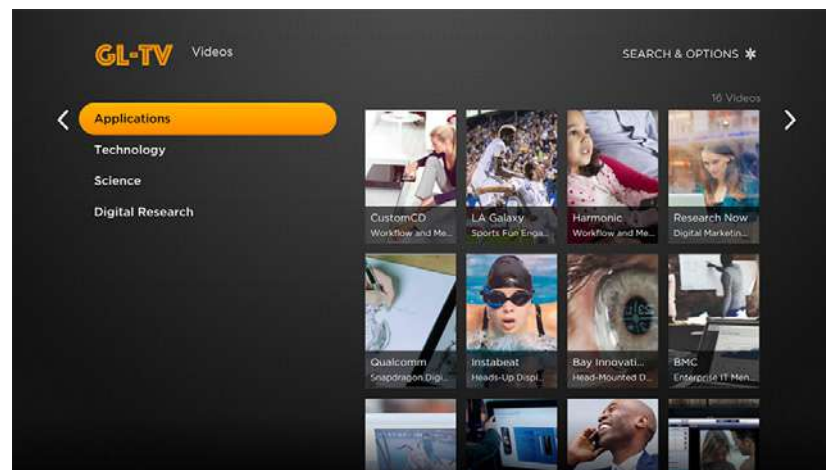 GL-TV
Videos
SEARCH & OPTIONS *
16 Videos
Applications
Technology
Science
Digital Research
CustomCD
Workflow and Me...
LA Galaxy
Sports Fun Enga...
Harmonic
Workflow and Me...
Research Now
Digital Marketin...
Qualcomm
Snapdragon Digi...
Instabeat
Heads-Up Displ...
Bay Innovati...
Head-Mounted D...
BMC
Enterprise IT Men...